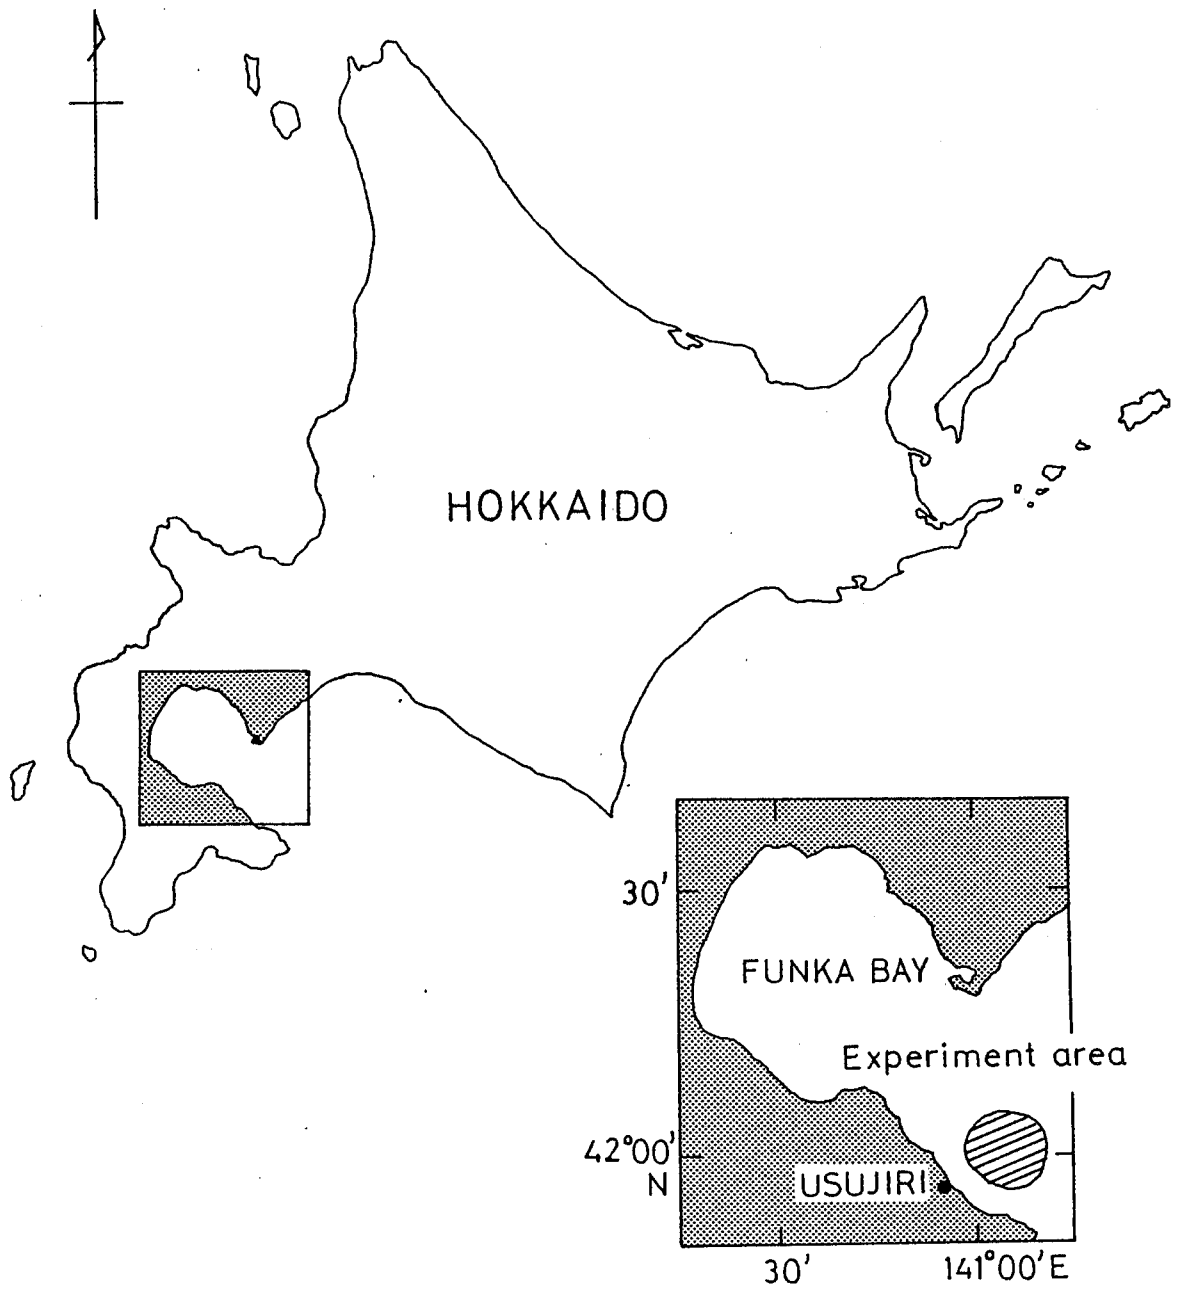 HOKKAIDO
30'
FUNKA BAY
Experiment area
42°00'
N
USUJIRI
30'
141°00'E